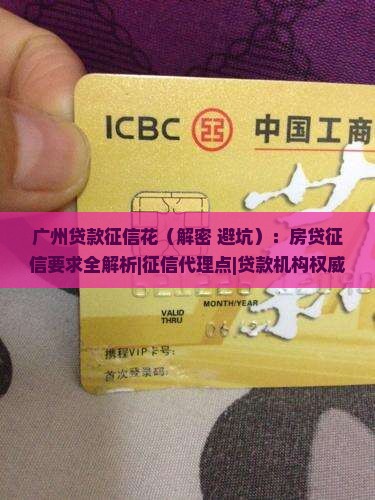 ICBC 中国工商
广州贷款征信花（解密 避坑）：房贷征
信要求全解析|征信代理点|贷款机构权威
MONTH/YEAR
VALID
THRU
携程VIP卡号：
首次登录码：